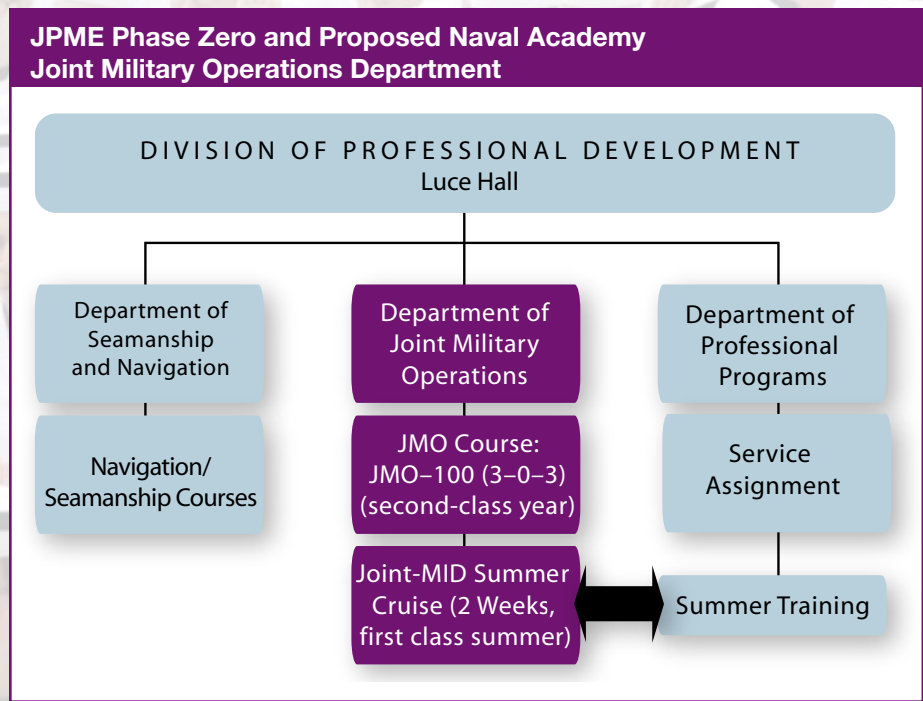 JPME Phase Zero and Proposed Naval Academy
Joint Military Operations Department
DIVISION OF PROFESSIONAL DEVELOPMENT
Luce Hall
Department of
Seamanship
and Navigation
Department of
Joint Military
Operations
Department of
Professional
Programs
Navigation/
Seamanship Courses
JMO Course:
JMO–100 (3–0–3)
(second-class year)
Service
Assignment
Joint-MID Summer
Cruise (2 Weeks,
first class summer)
Summer Training